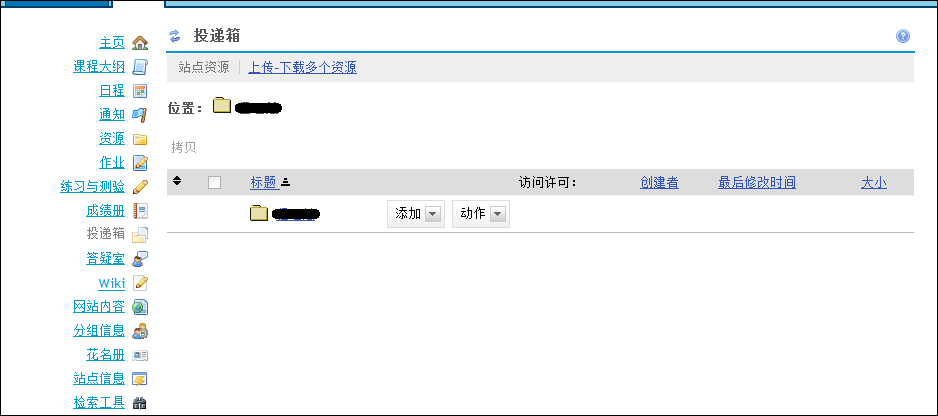 主页
课程大纲
日程
通知
资源
作业
练习与测验
成绩册
投递箱
答疑室
Wiki
网站内容
分组信息
花名册
站点信息
检索工具
投递箱
站点资源 | 上传-下载多个资源
位置：
拷贝
标题 访问许可： 创建者 最后修改时间 大小
添加 动作